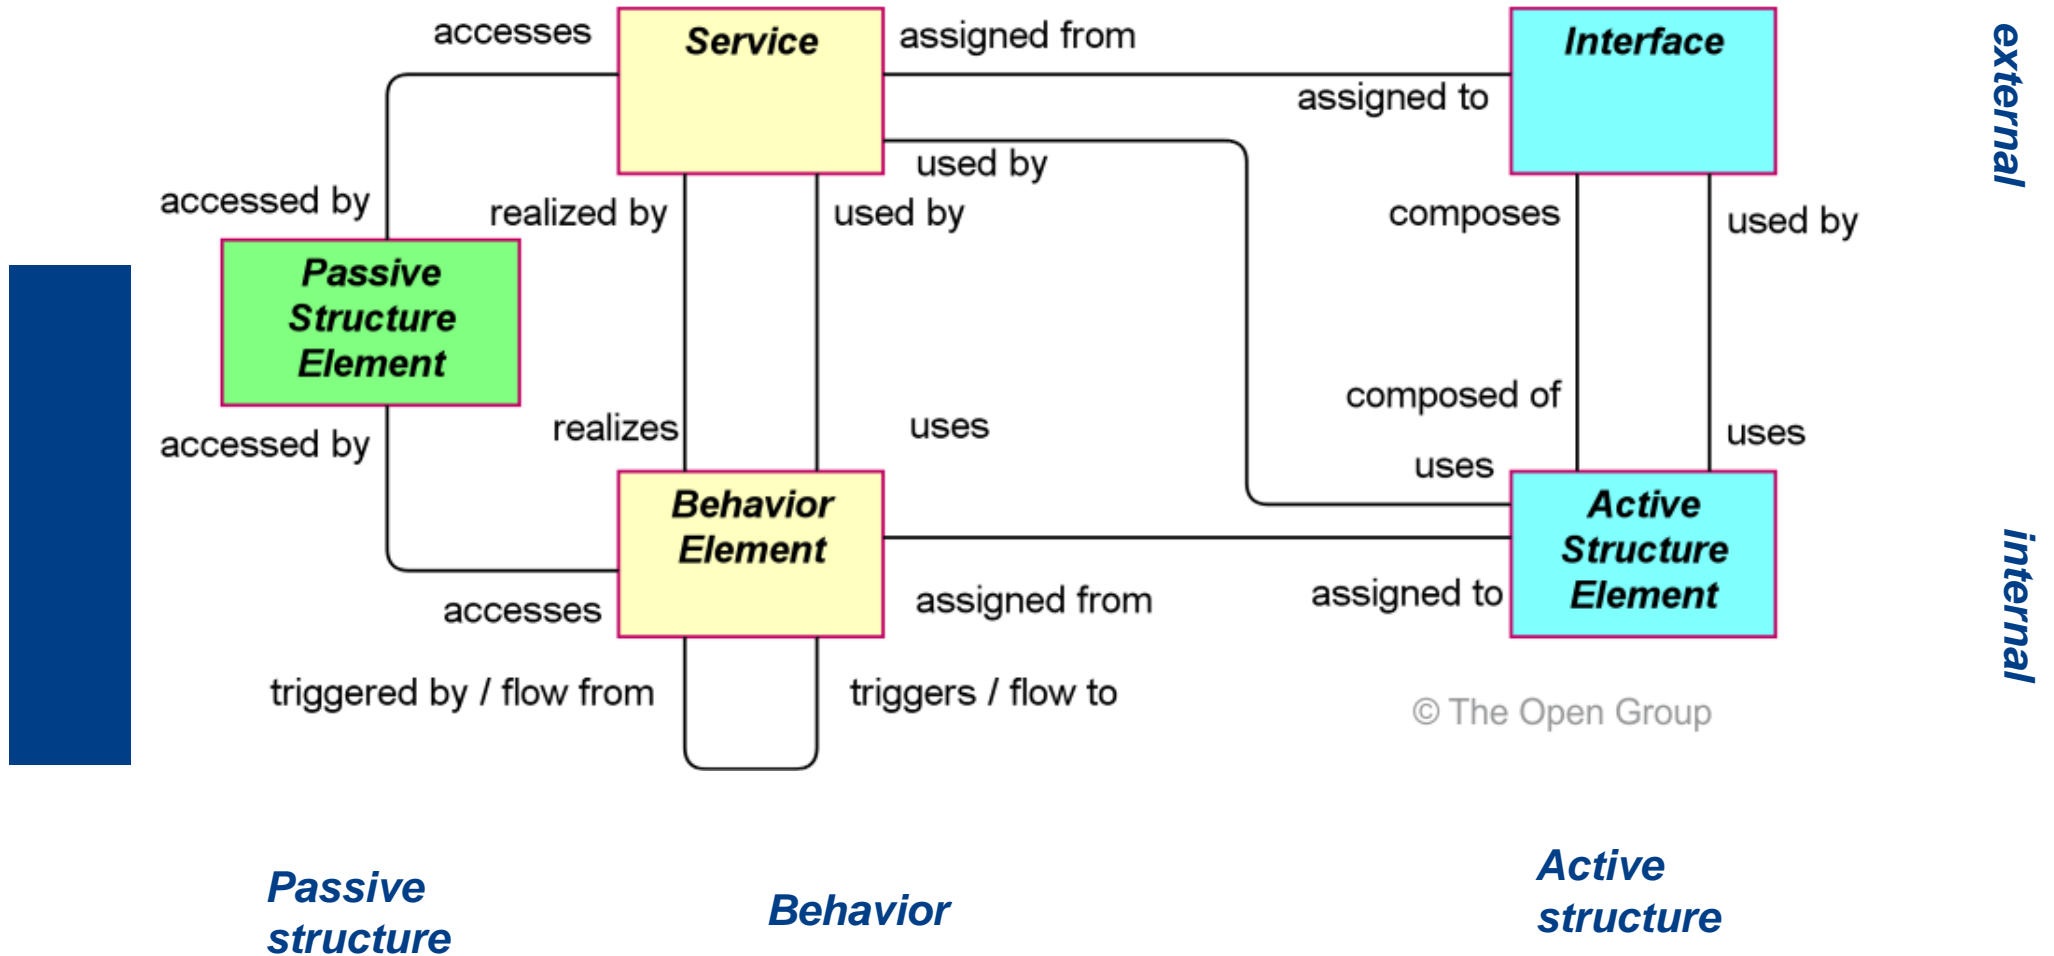 accesses
Service
assigned from
Interface
external
assigned to
used by
accessed by
realized by
used by
composes
used by
Passive
Structure
Element
composed of
accessed by
realizes
uses
uses
uses
Behavior
Element
Active
Structure
Element
internal
accesses
assigned from
assigned to
triggered by / flow from
triggers / flow to
© The Open Group
Passive
structure
Behavior
Active
structure